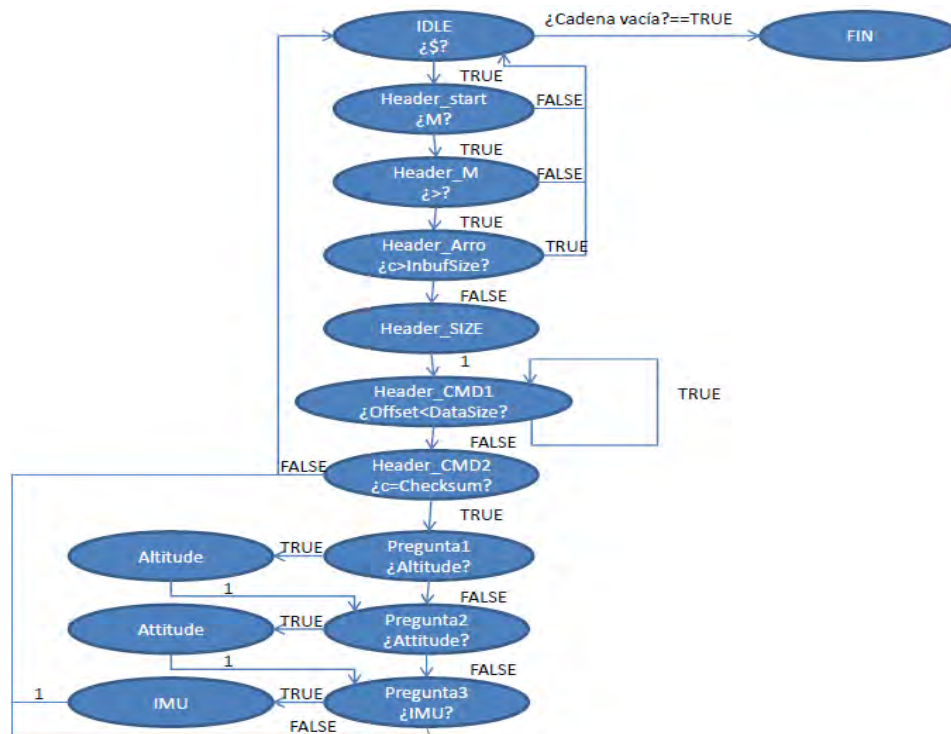 ¿Cadena vacía?==TRUE
IDLE
¿$?
FIN
TRUE
Header_start
¿M?
FALSE
TRUE
Header_M
¿>?
FALSE
TRUE
Header_Arro
¿c>InbufSize?
TRUE
FALSE
Header_SIZE
1
Header_CMD1
¿Offset<DataSize?
TRUE
FALSE
FALSE
Header_CMD2
¿c=Checksum?
TRUE
Altitude
TRUE
Pregunta1
¿Altitude?
1
FALSE
Attitude
TRUE
Pregunta2
¿Attitude?
1
FALSE
1
IMU
TRUE
Pregunta3
¿IMU?
FALSE